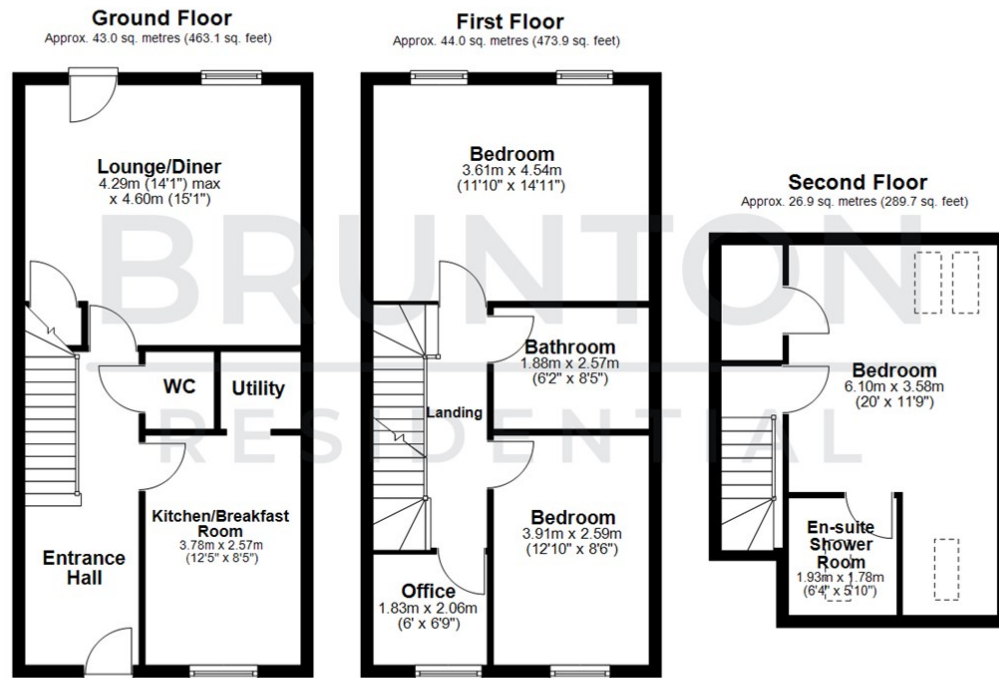 Ground Floor
Approx. 43.0 sq. metres (463.1 sq. feet)
Lounge/Diner
4.29m (14'1") max
x 4.60m (15'1")
WC
Utility
Kitchen/Breakfast
Room
3.78m x 2.57m
(12'5" x 8'5")
Entrance
Hall
First Floor
Approx. 44.0 sq. metres (473.9 sq. feet)
Bedroom
3.61m x 4.54m
(11'10" x 14'11")
Bathroom
1.88m x 2.57m
(6'2" x 8'5")
Landing
Bedroom
3.91m x 2.59m
(12'10" x 8'6")
Office
1.83m x 2.06m
(6' x 6'9")
Second Floor
Approx. 26.9 sq. metres (289.7 sq. feet)
Bedroom
6.10m x 3.58m
(20' x 11'9")
En-suite
Shower
Room
1.93m x 1.78m
(6'4" x 5'10")
BRUNTON
RESIDENTIAL